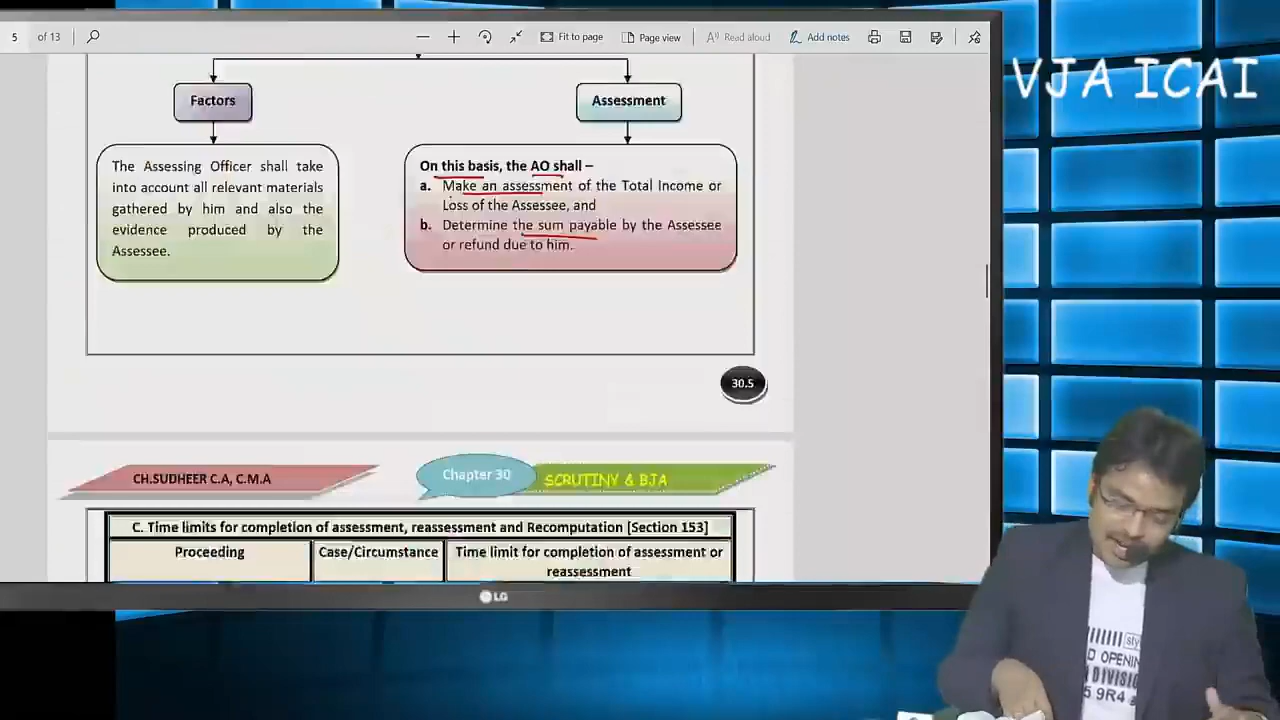 5 of 13 Fit to page Page view Read aloud Add notes
VJA ICAI
Factors
Assessment
The Assessing Officer shall take
into account all relevant materials
gathered by him and also the
evidence produced by the
Assessee.
On this basis, the AO shall –
a. Make an assessment of the Total Income or
Loss of the Assessee, and
b. Determine the sum payable by the Assessee
or refund due to him.
30.5
CH.SUDHEER C.A, C.M.A
Chapter 30
SCRUTINY & BJA
C. Time limits for completion of assessment, reassessment and Recomputation [Section 153]
Proceeding
Case/Circumstance
Time limit for completion of assessment or
reassessment
LG
D OPENIN
DIVISIO
5 9R4